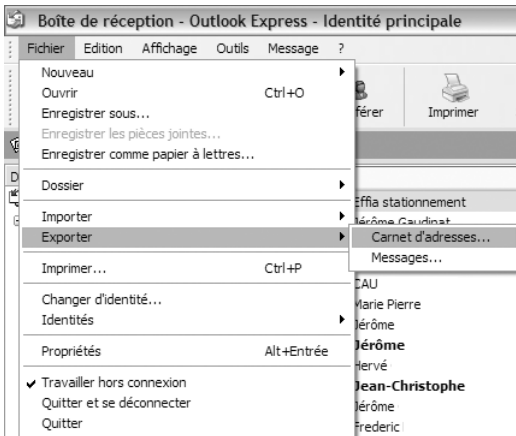 Boîte de réception - Outlook Express - Identité principale
Fichier Edition Affichage Outils Message ?
Nouveau
Ouvrir Ctrl+O
Enregistrer sous...
Enregistrer les pièces jointes...
Enregistrer comme papier à lettres...
Imprimer
Dossier
Effia stationnement
Importer
Jérôme Gaudinat
Exporter
Carnet d'adresses...
Messages...
Imprimer... Ctrl+P
CAU
Changer d'identité...
Marie Pierre
Identités
Jérôme
Jérôme
Propriétés Alt+Entrée
Hervé
Travailler hors connexion
Jean-Christophe
Quitter et se déconnecter
Jérôme
Quitter
Frederic